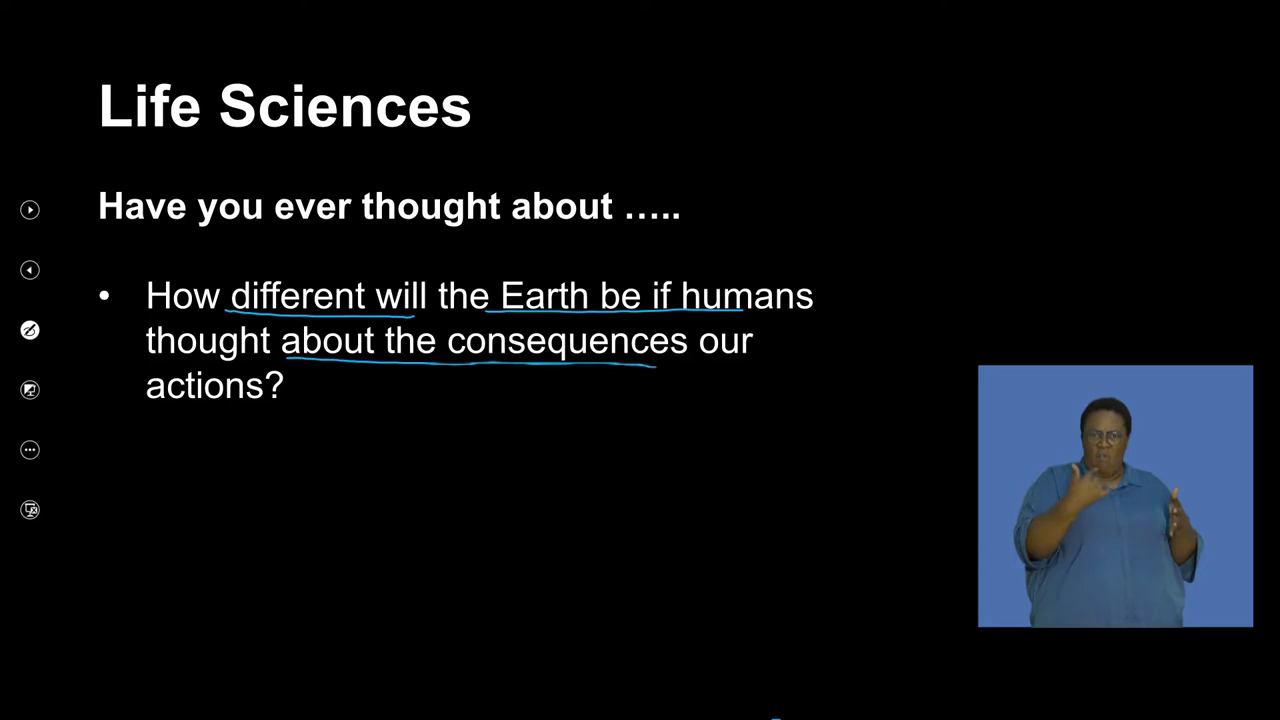 Life Sciences
Have you ever thought about …..
• How different will the Earth be if humans
thought about the consequences our
actions?